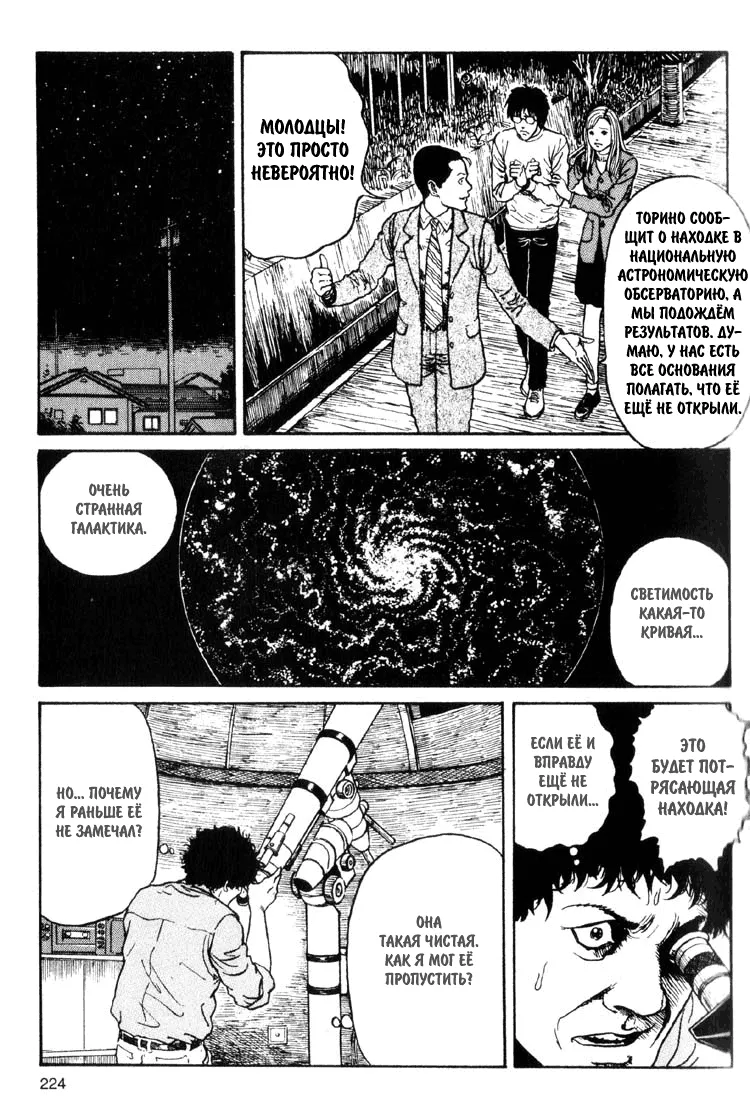 МОЛОДЦЫ!
ЭТО ПРОСТО
НЕВЕРОЯТНО!
ТОРИНО СООБ-
ЩИТ О НАХОДКЕ В
НАЦИОНАЛЬНУЮ
АСТРОНОМИЧЕСКУЮ
ОБСЕРВАТОРИЮ, А
МЫ ПОДОЖДЁМ
РЕЗУЛЬТАТОВ. ДУ-
МАЮ, У НАС ЕСТЬ
ВСЕ ОСНОВАНИЯ
ПОЛАГАТЬ, ЧТО ЕЁ
ЕЩЁ НЕ ОТКРЫЛИ.
ОЧЕНЬ
СТРАННАЯ
ГАЛАКТИКА.
СВЕТИМОСТЬ
КАКАЯ-ТО
КРИВАЯ...
НО... ПОЧЕМУ
Я РАНЬШЕ ЕЁ
НЕ ЗАМЕЧАЛ?
ОНА
ТАКАЯ ЧИСТАЯ.
КАК Я МОГ ЕЁ
ПРОПУСТИТЬ?
ЕСЛИ ЕЁ И
ВПРАВДУ
ЕЩЁ НЕ
ОТКРЫЛИ...
ЭТО
БУДЕТ ПОТ-
РЯСАЮЩАЯ
НАХОДКА!
224